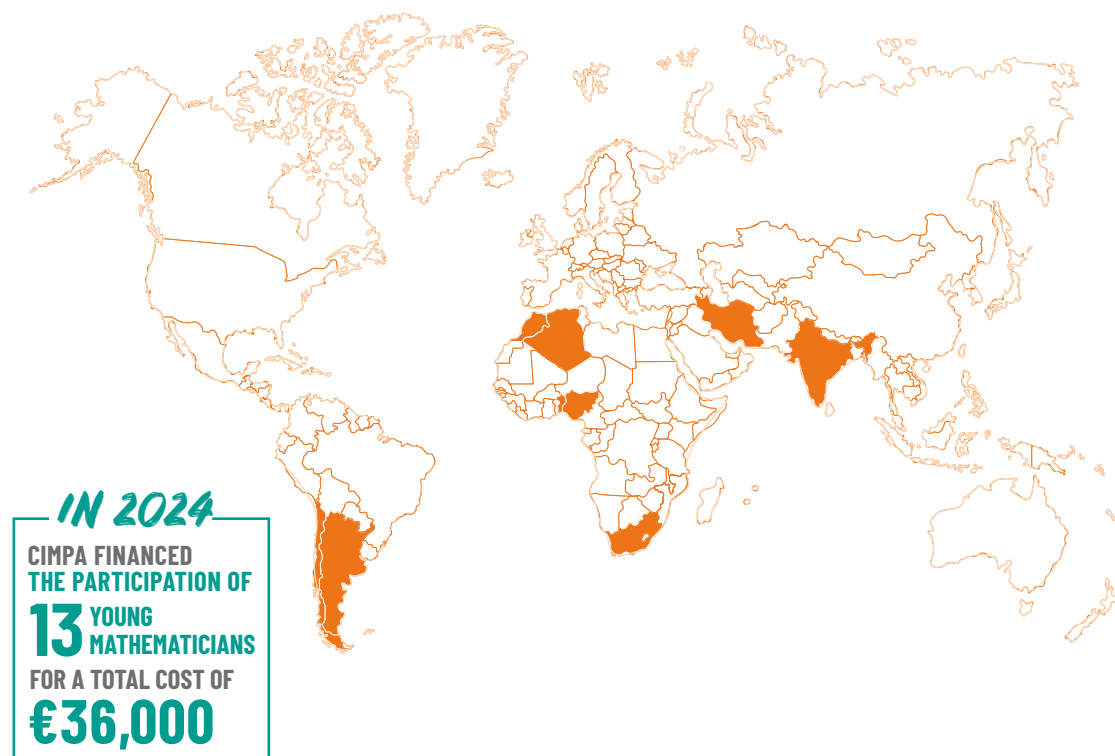 IN 2024
CIMPA FINANCED
THE PARTICIPATION OF
13 YOUNG
MATHEMATICIANS
FOR A TOTAL COST OF
€36,000